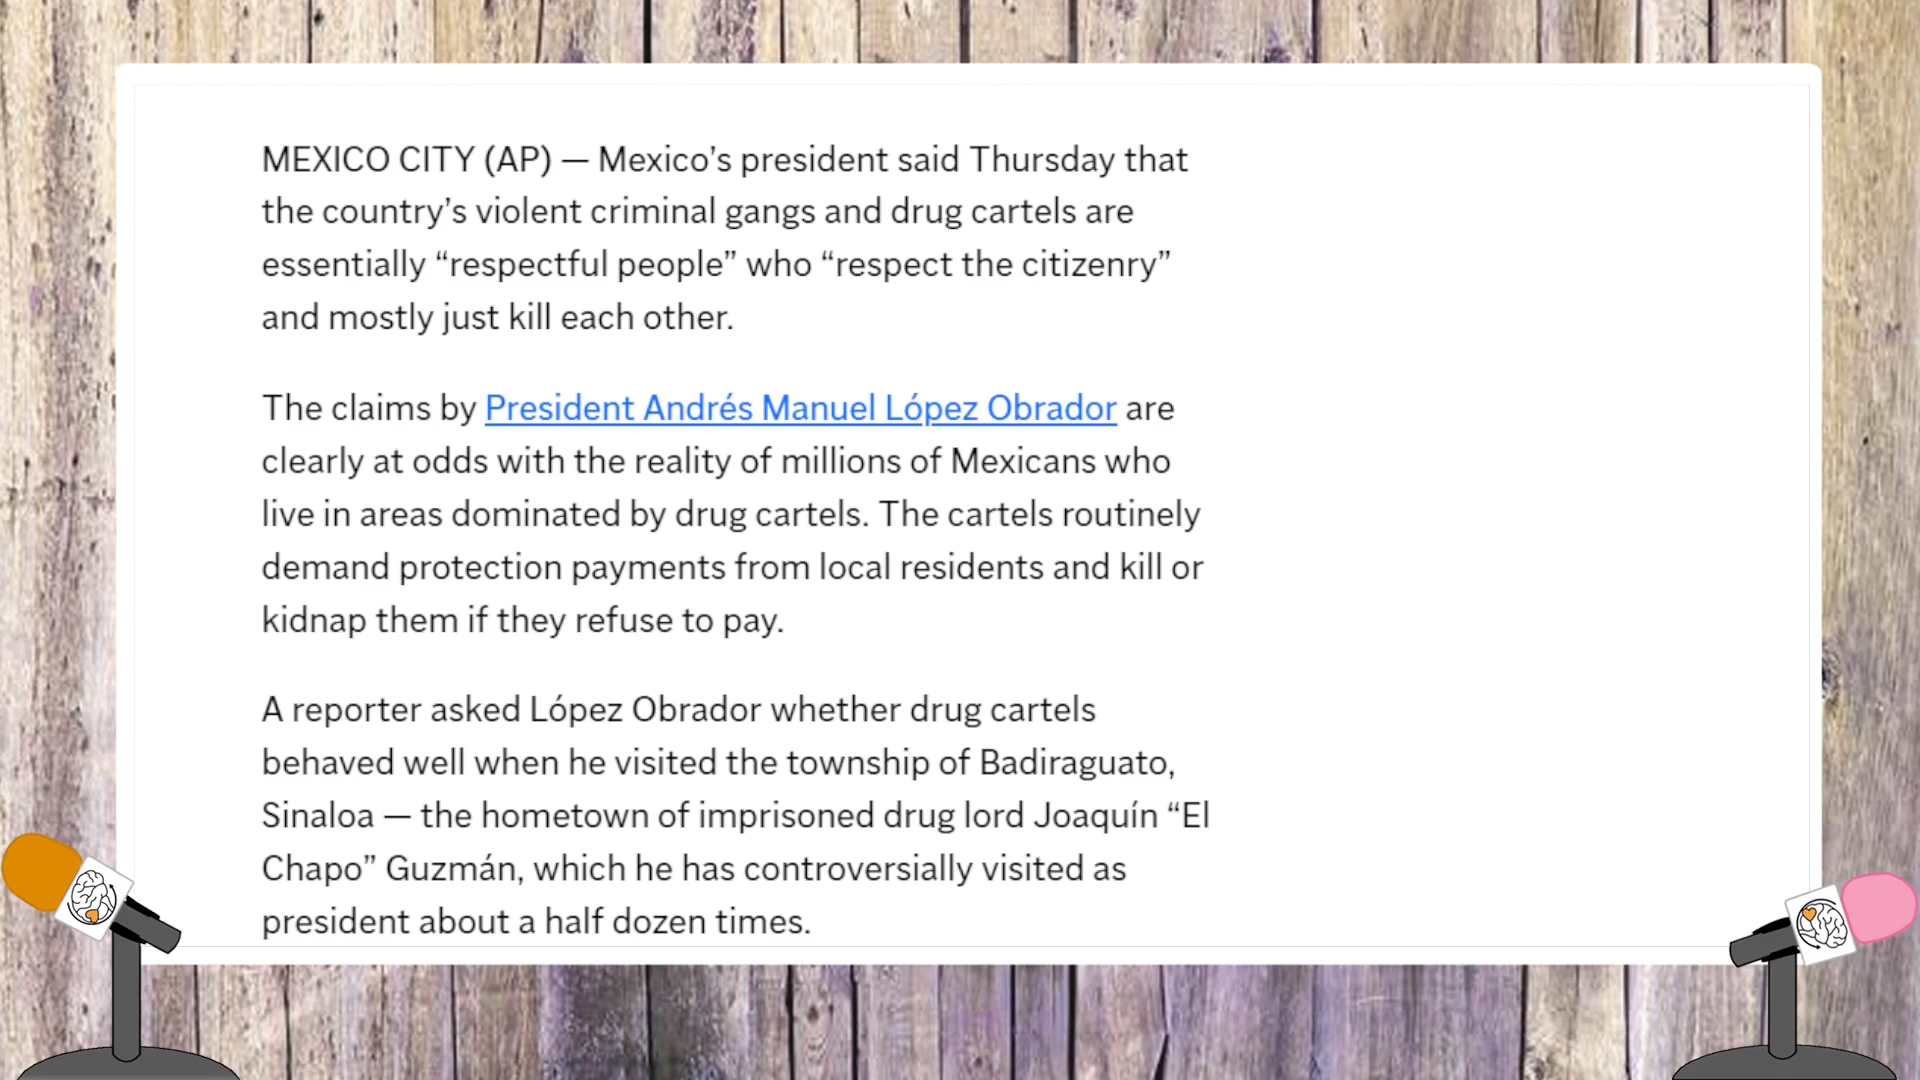 MEXICO CITY (AP) — Mexico’s president said Thursday that
the country’s violent criminal gangs and drug cartels are
essentially “respectful people” who “respect the citizenry”
and mostly just kill each other.
The claims by President Andrés Manuel López Obrador are
clearly at odds with the reality of millions of Mexicans who
live in areas dominated by drug cartels. The cartels routinely
demand protection payments from local residents and kill or
kidnap them if they refuse to pay.
A reporter asked López Obrador whether drug cartels
behaved well when he visited the township of Badiraguato,
Sinaloa — the hometown of imprisoned drug lord Joaquín “El
Chapo” Guzmán, which he has controversially visited as
president about a half dozen times.